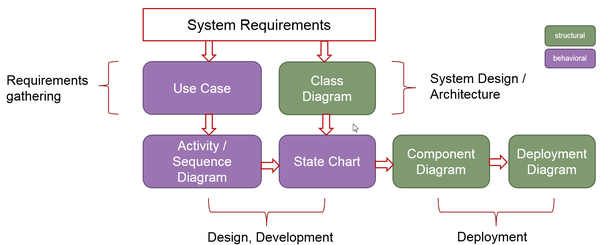 System Requirements
structural
behavioral
Requirements
gathering
Use Case
Class
Diagram
System Design /
Architecture
Activity /
Sequence
Diagram
State Chart
Component
Diagram
Deployment
Diagram
Design, Development
Deployment